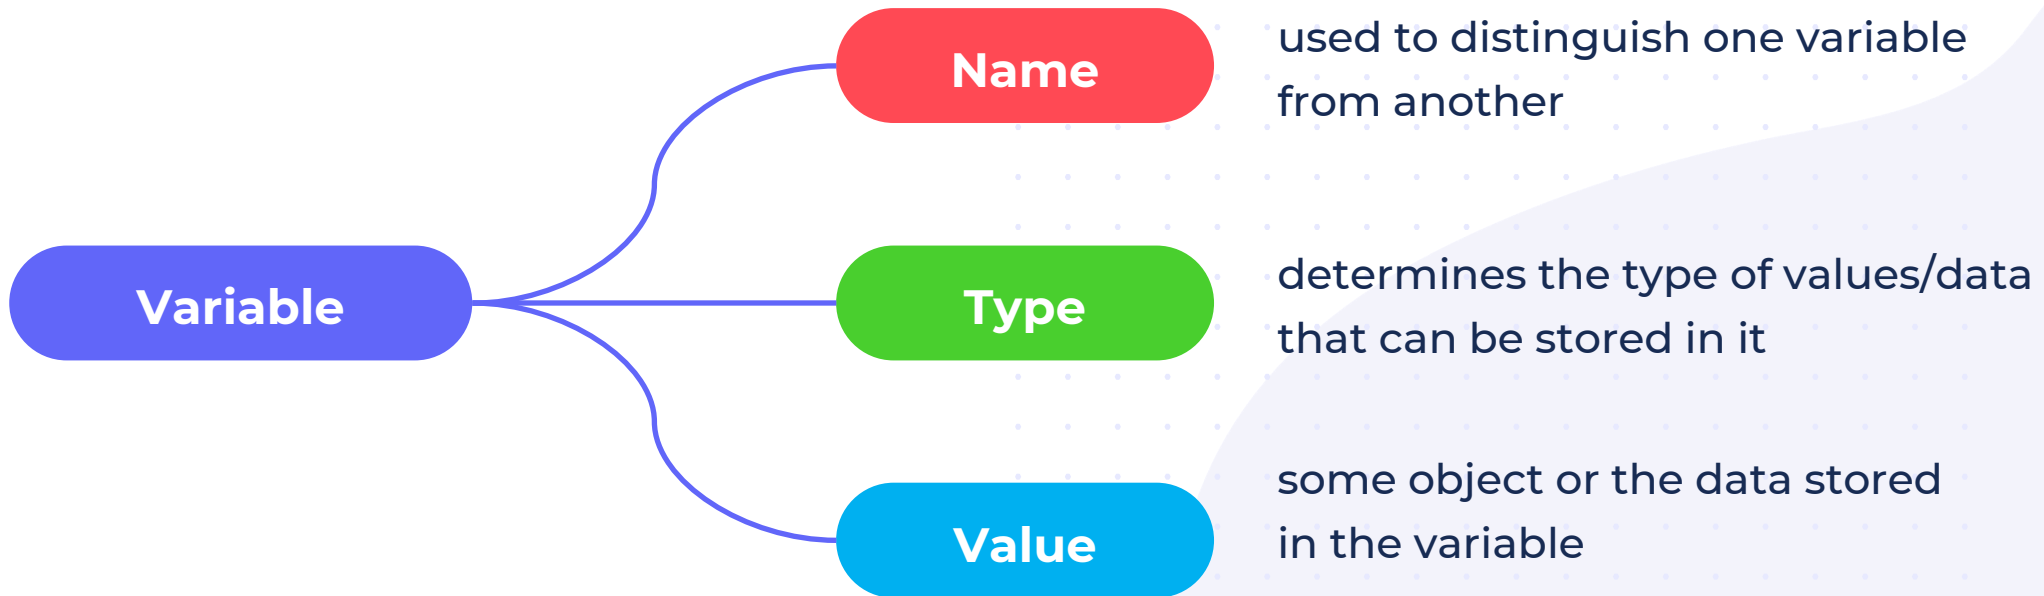 Variable
Name
used to distinguish one variable
from another
Type
determines the type of values/data
that can be stored in it
Value
some object or the data stored
in the variable